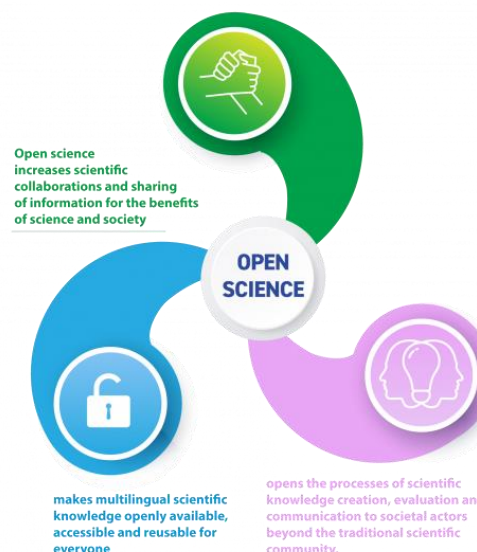 Open science
increases scientific
collaborations and sharing
of information for the benefits
of science and society
OPEN
SCIENCE
makes multilingual scientific
knowledge openly available,
accessible and reusable for
everyone
opens the processes of scientific
knowledge creation, evaluation an
communication to societal actors
beyond the traditional scientific
community.